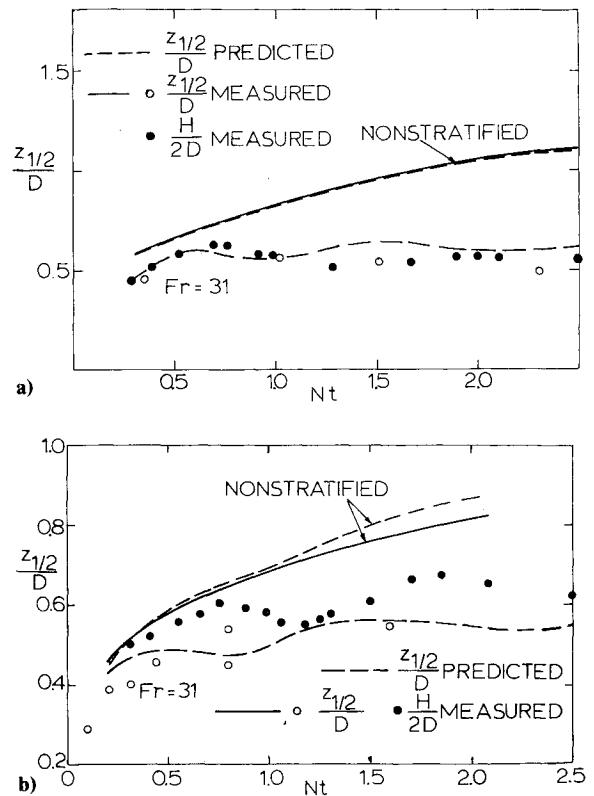 1.5
1.0
0.5
z1/2
D
z1/2
D PREDICTED
z1/2
D MEASURED
H
2D MEASURED
NONSTRATIFIED
Fr = 31
0.5 1.0 1.5 2.0
Nt
a)
1.0
0.8
0.6
0.4
0.2
z1/2
D
NONSTRATIFIED
Fr=31
z1/2
D PREDICTED
z1/2
D
H
2D MEASURED
0 0.5 1.0 1.5 2.0 2.5
Nt
b)